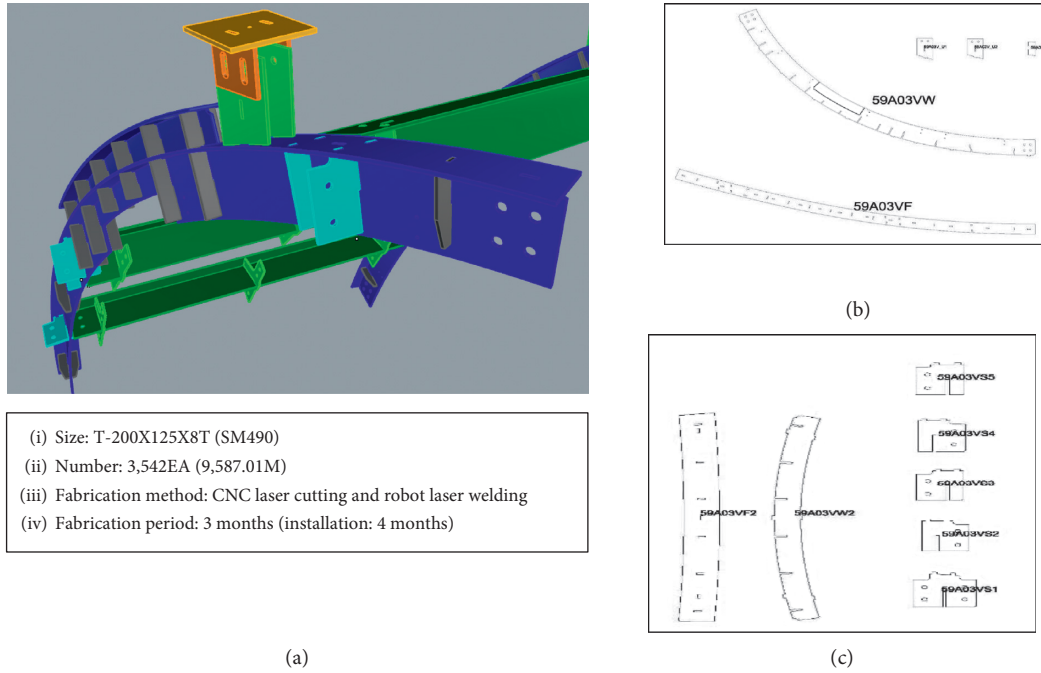 59A03VW
59A03VF
(b)
(i) Size: T-200X125X8T (SM490)
(ii) Number: 3,542EA (9,587.01M)
(iii) Fabrication method: CNC laser cutting and robot laser welding
(iv) Fabrication period: 3 months (installation: 4 months)
59A03VS5
59A03VS4
59A03VS3
59A03VF2
59A03VW2
59A03VS2
59A03VS1
(a)
(c)